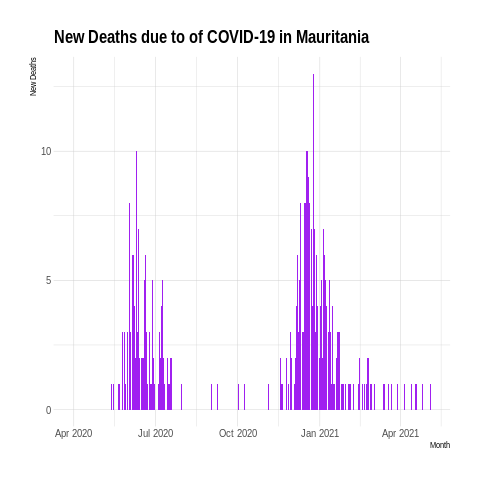 New Deaths due to of COVID-19 in Mauritania
New Deaths
10
5
0
Apr 2020 Jul 2020 Oct 2020 Jan 2021 Apr 2021
Month